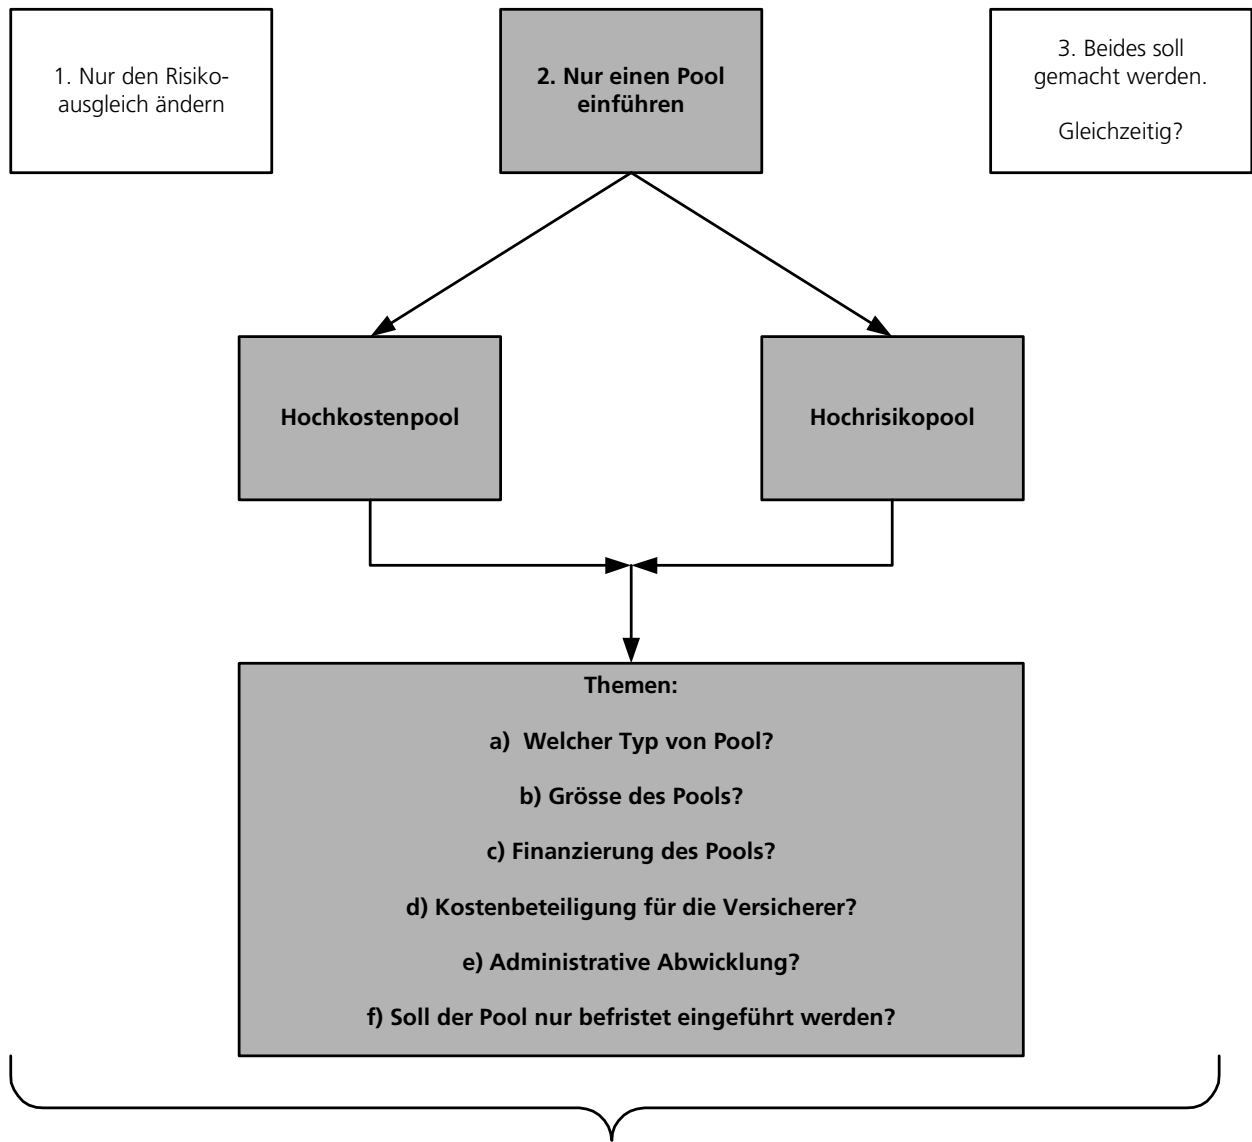 1. Nur den Risiko-
ausgleich ändern
2. Nur einen Pool
einführen
3. Beides soll
gemacht werden.
Gleichzeitig?
Hochkostenpool
Hochrisikopool
Themen:
a) Welcher Typ von Pool?
b) Grösse des Pools?
c) Finanzierung des Pools?
d) Kostenbeteiligung für die Versicherer?
e) Administrative Abwicklung?
f) Soll der Pool nur befristet eingeführt werden?